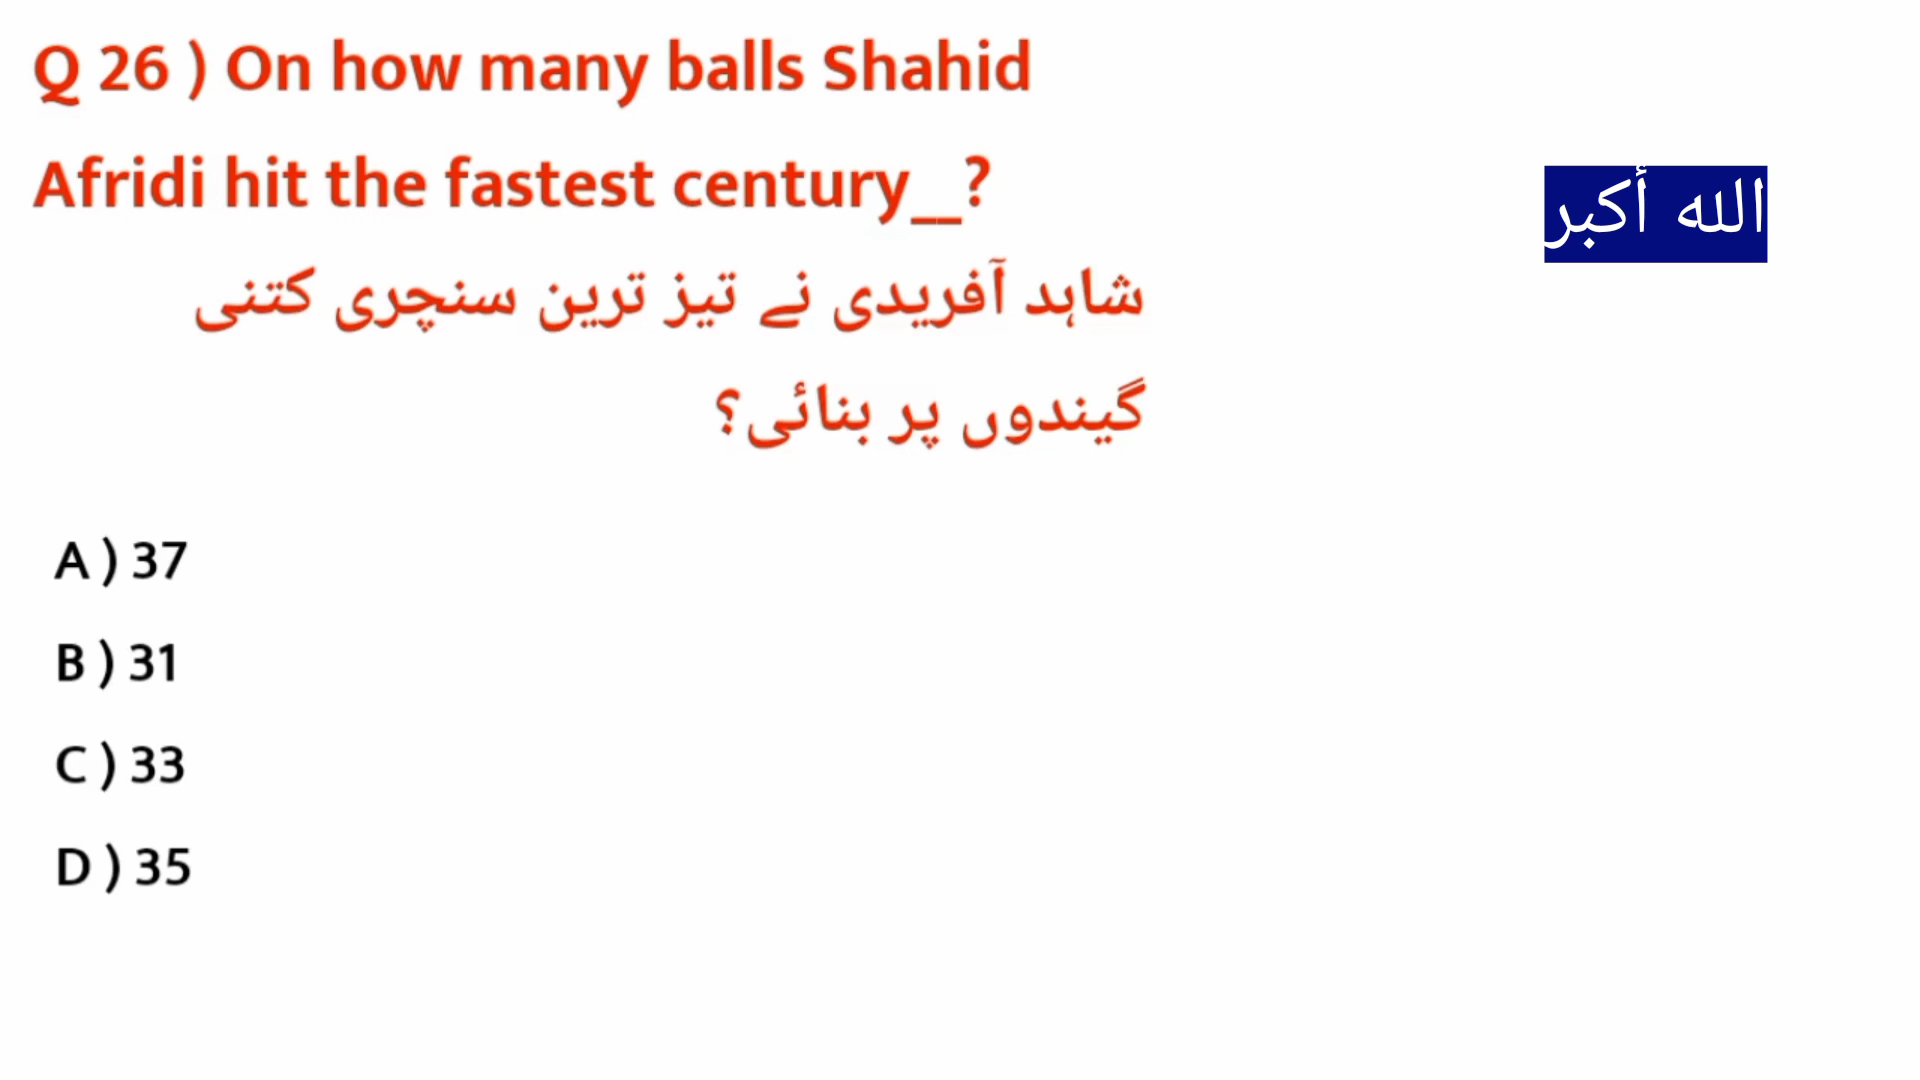 Q 26 ) On how many balls Shahid
Afridi hit the fastest century__?
شاہد آفریدی نے تیز ترین سنچری کتنی
گیندوں پر بنائی؟
الله أكبر
A ) 37
B ) 31
C ) 33
D ) 35